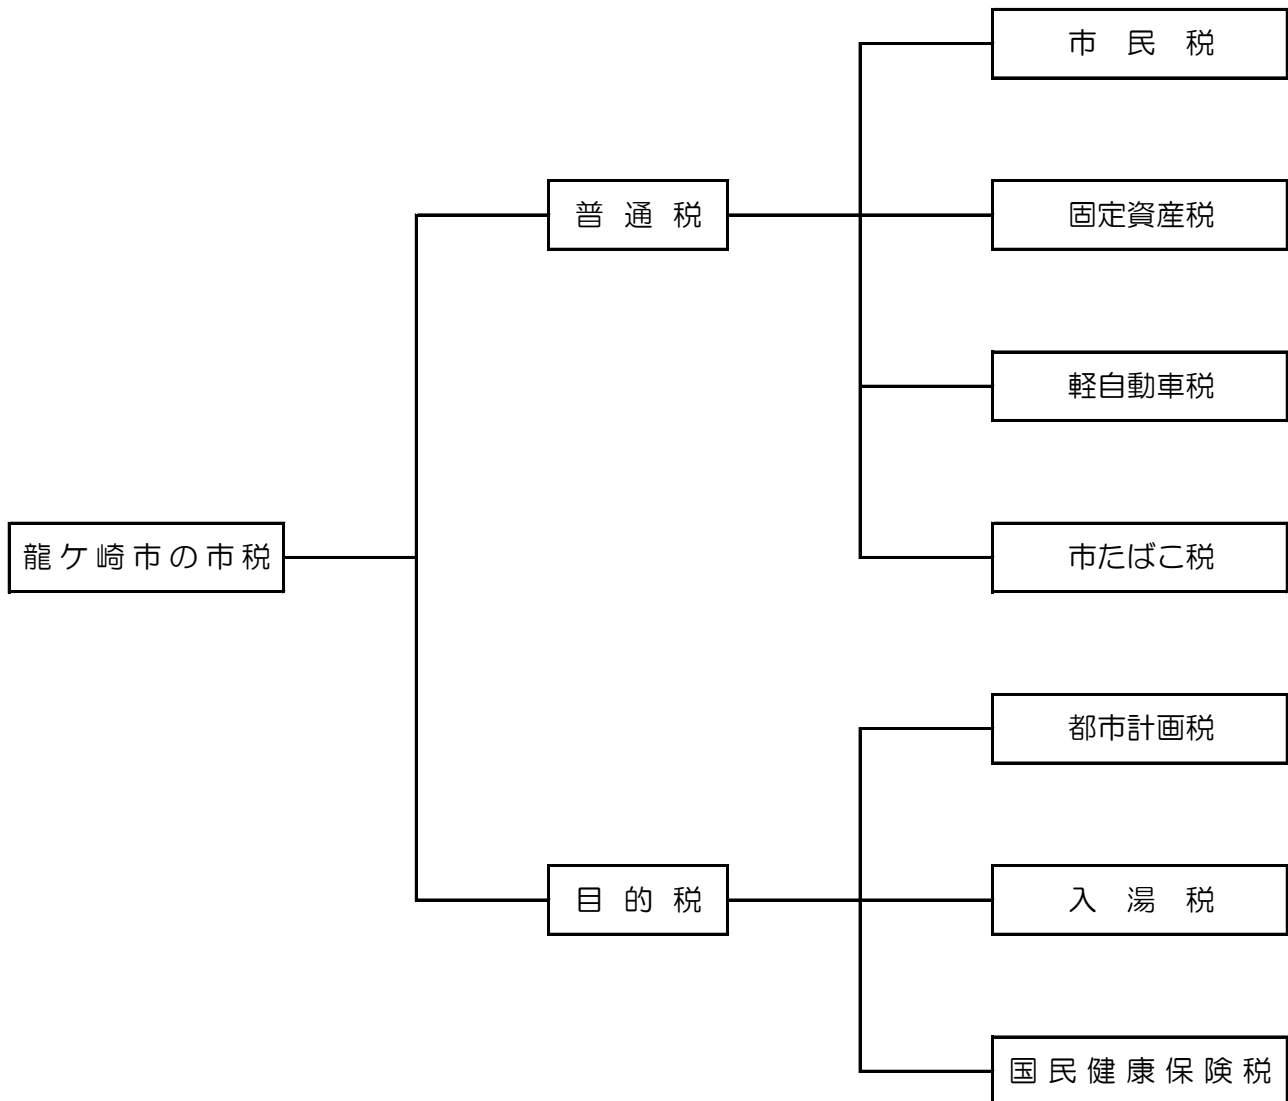 市民税
普通税
固定資産税
軽自動車税
龍ケ崎市の市税
市たばこ税
都市計画税
目的税
入湯税
国民健康保険税